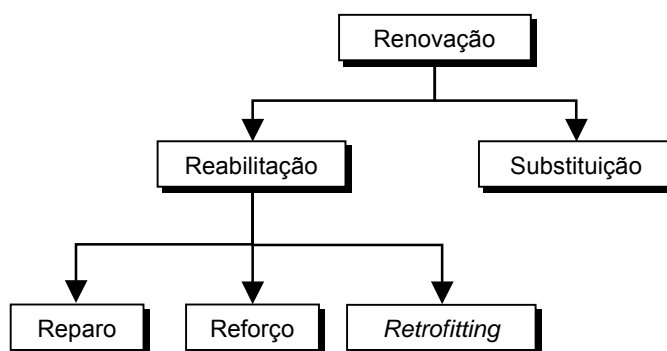 Renovação
Reabilitação
Substituição
Reparo
Reforço
Retrofitting